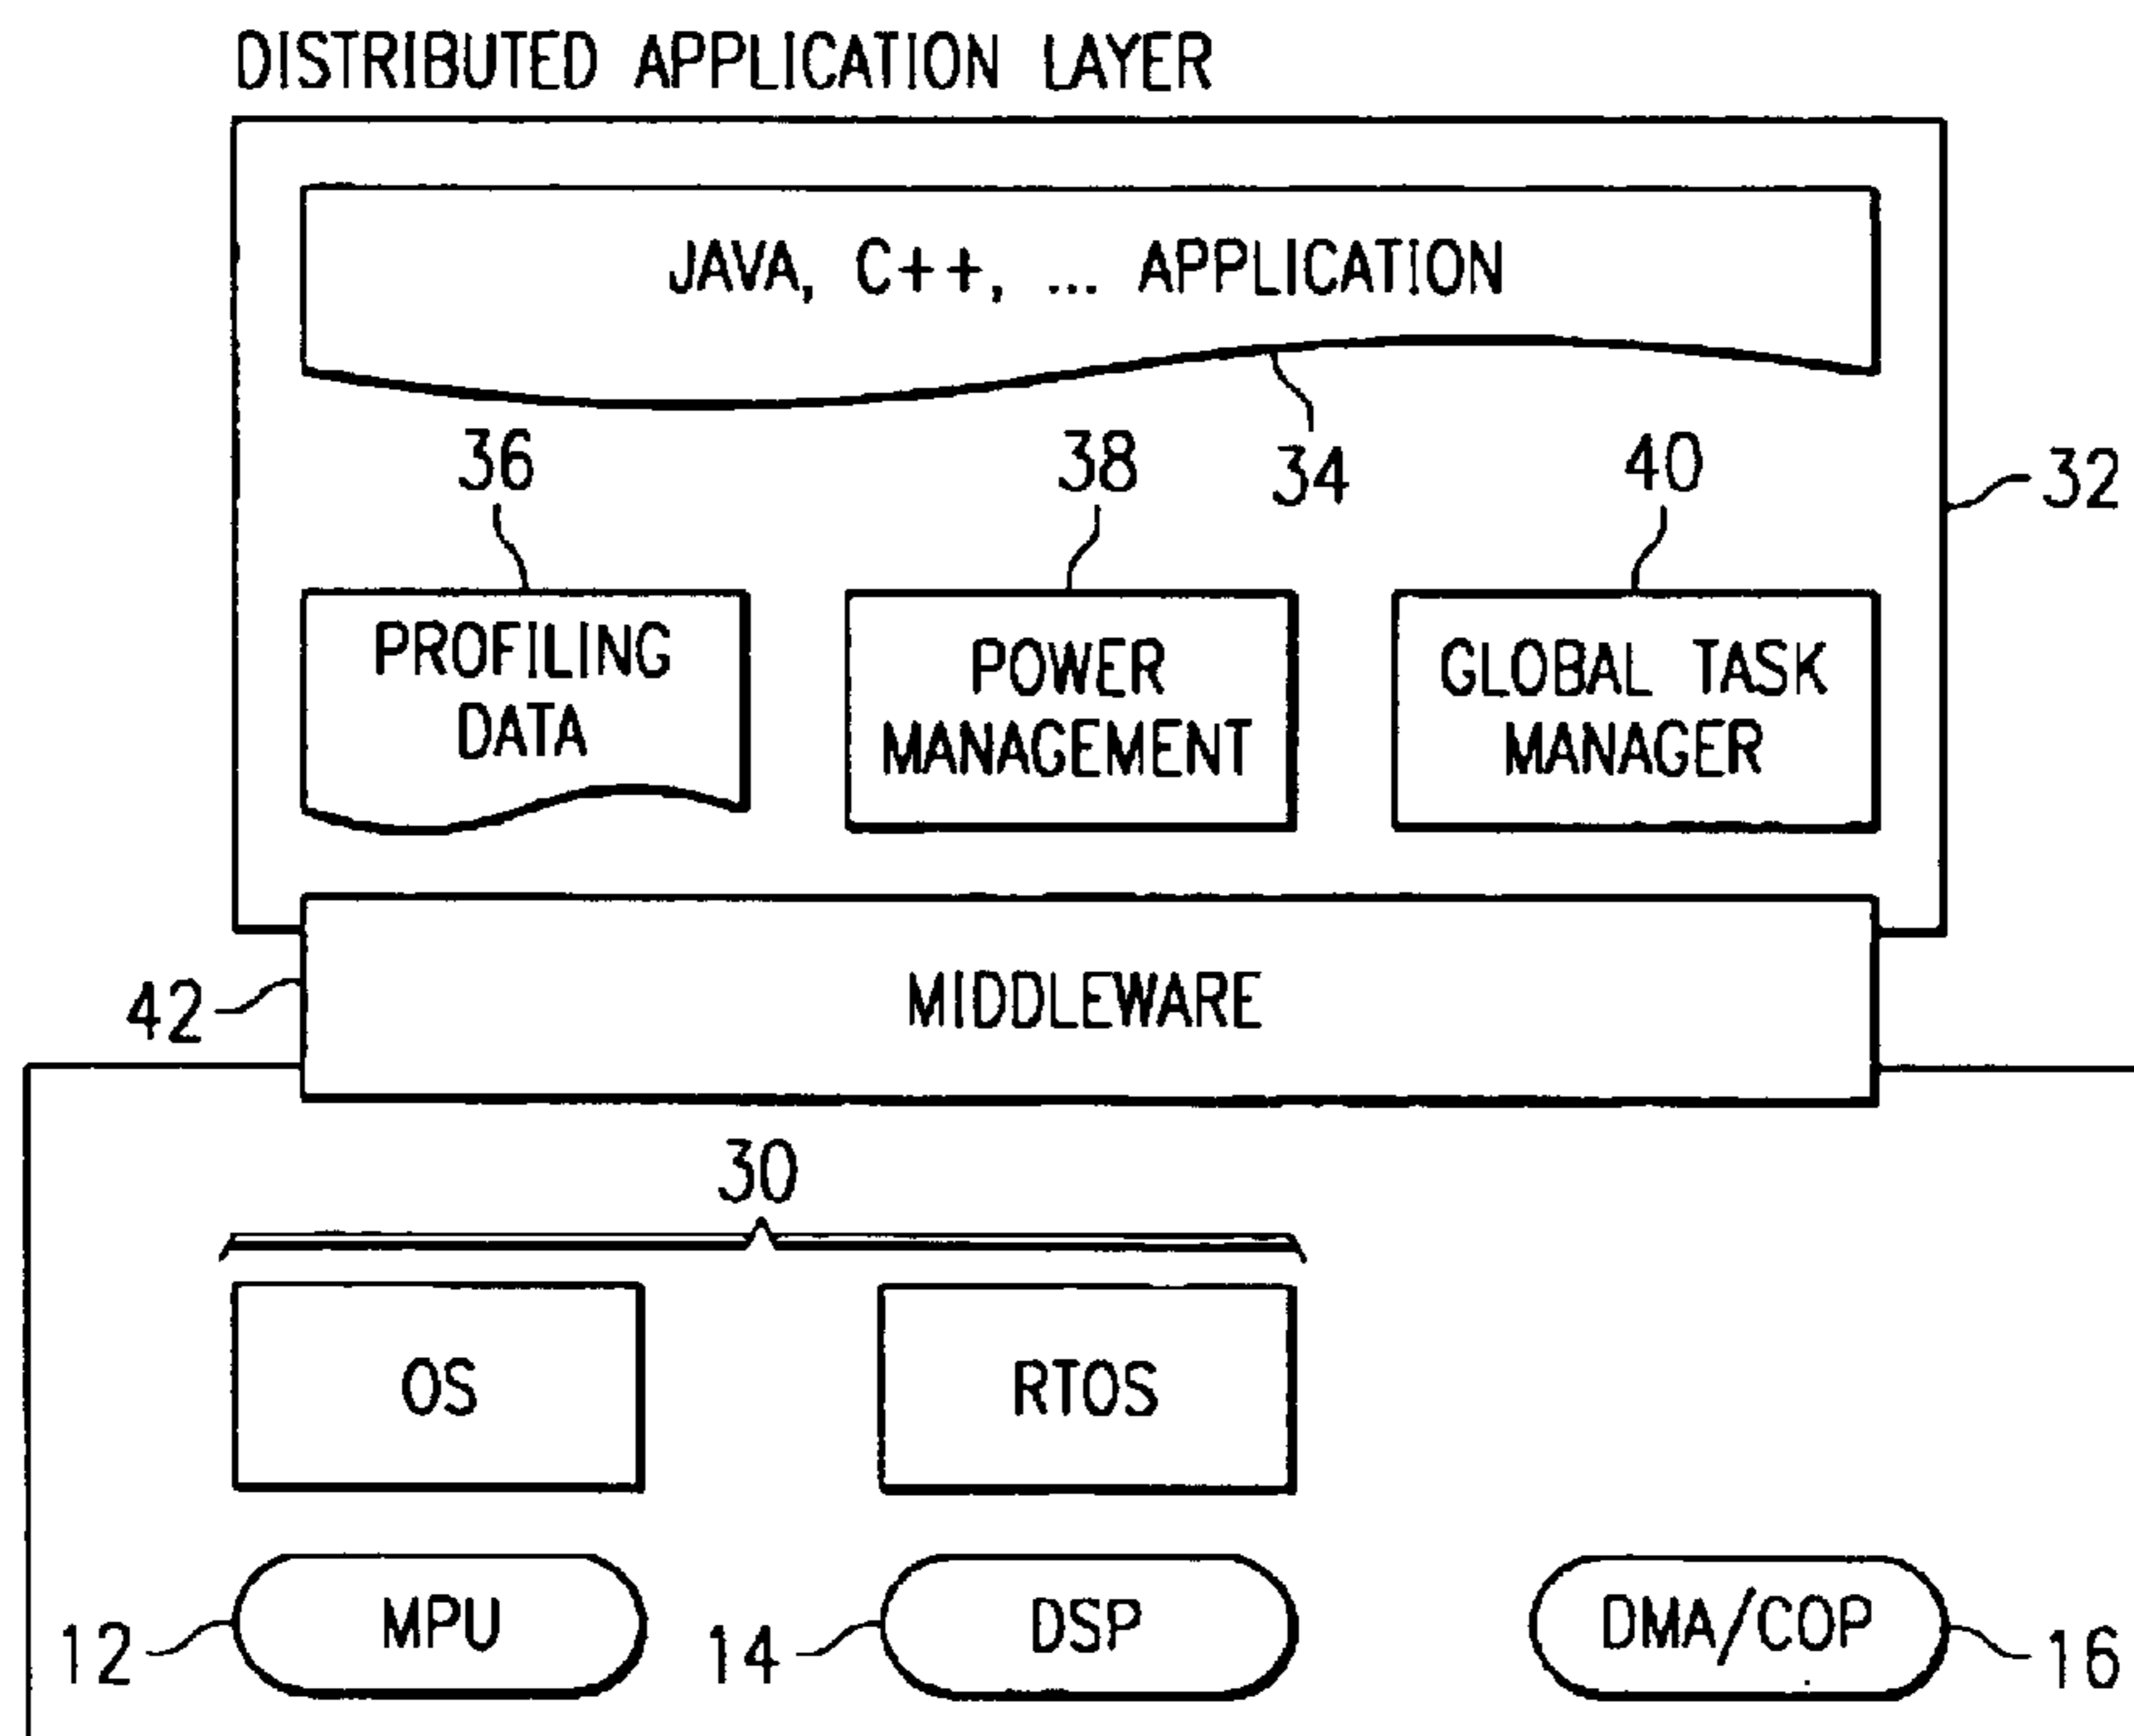 DISTRIBUTED APPLICATION LAYER
JAVA, C++, ... APPLICATION
36
38
34
40
32
PROFILING
DATA
POWER
MANAGEMENT
GLOBAL TASK
MANAGER
42
MIDDLEWARE
30
OS
RTOS
12
MPU
14
DSP
DMA/COP
16